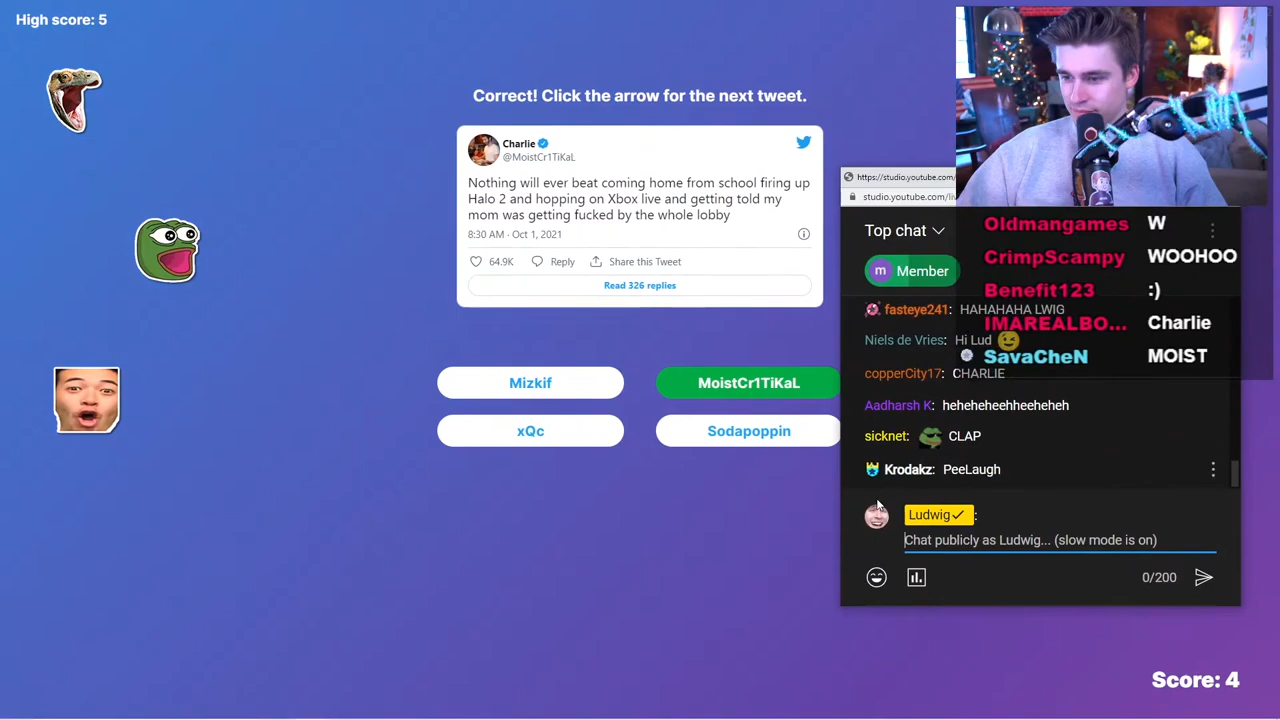 High score: 5
Correct! Click the arrow for the next tweet.
Charlie
@MoistCr1TiKaL
Nothing will ever beat coming home from school firing up
Halo 2 and hopping on Xbox live and getting told my
mom was getting fucked by the whole lobby
8:30 AM · Oct 1, 2021
64.9K
Reply
Share this Tweet
Read 326 replies
Mizkif
MoistCr1TiKaL
xQc
Sodapoppin
https://studio.youtube.com/
studio.youtube.com/li
Top chat
m Member
Oldmangames W
CrimpScampy WOOHOO
Benefit123 :)
IMAREALBO... Charlie
SavaCheN MOIST
fasteye241: HAHAHAHA LWIG
Niels de Vries: Hi Lud
copperCity17: CHARLIE
Aadharsh K: heheheheehheeheheh
sicknet: CLAP
Krodakz: PeeLaugh
Ludwig :
Chat publicly as Ludwig... (slow mode is on)
0/200
Score: 4